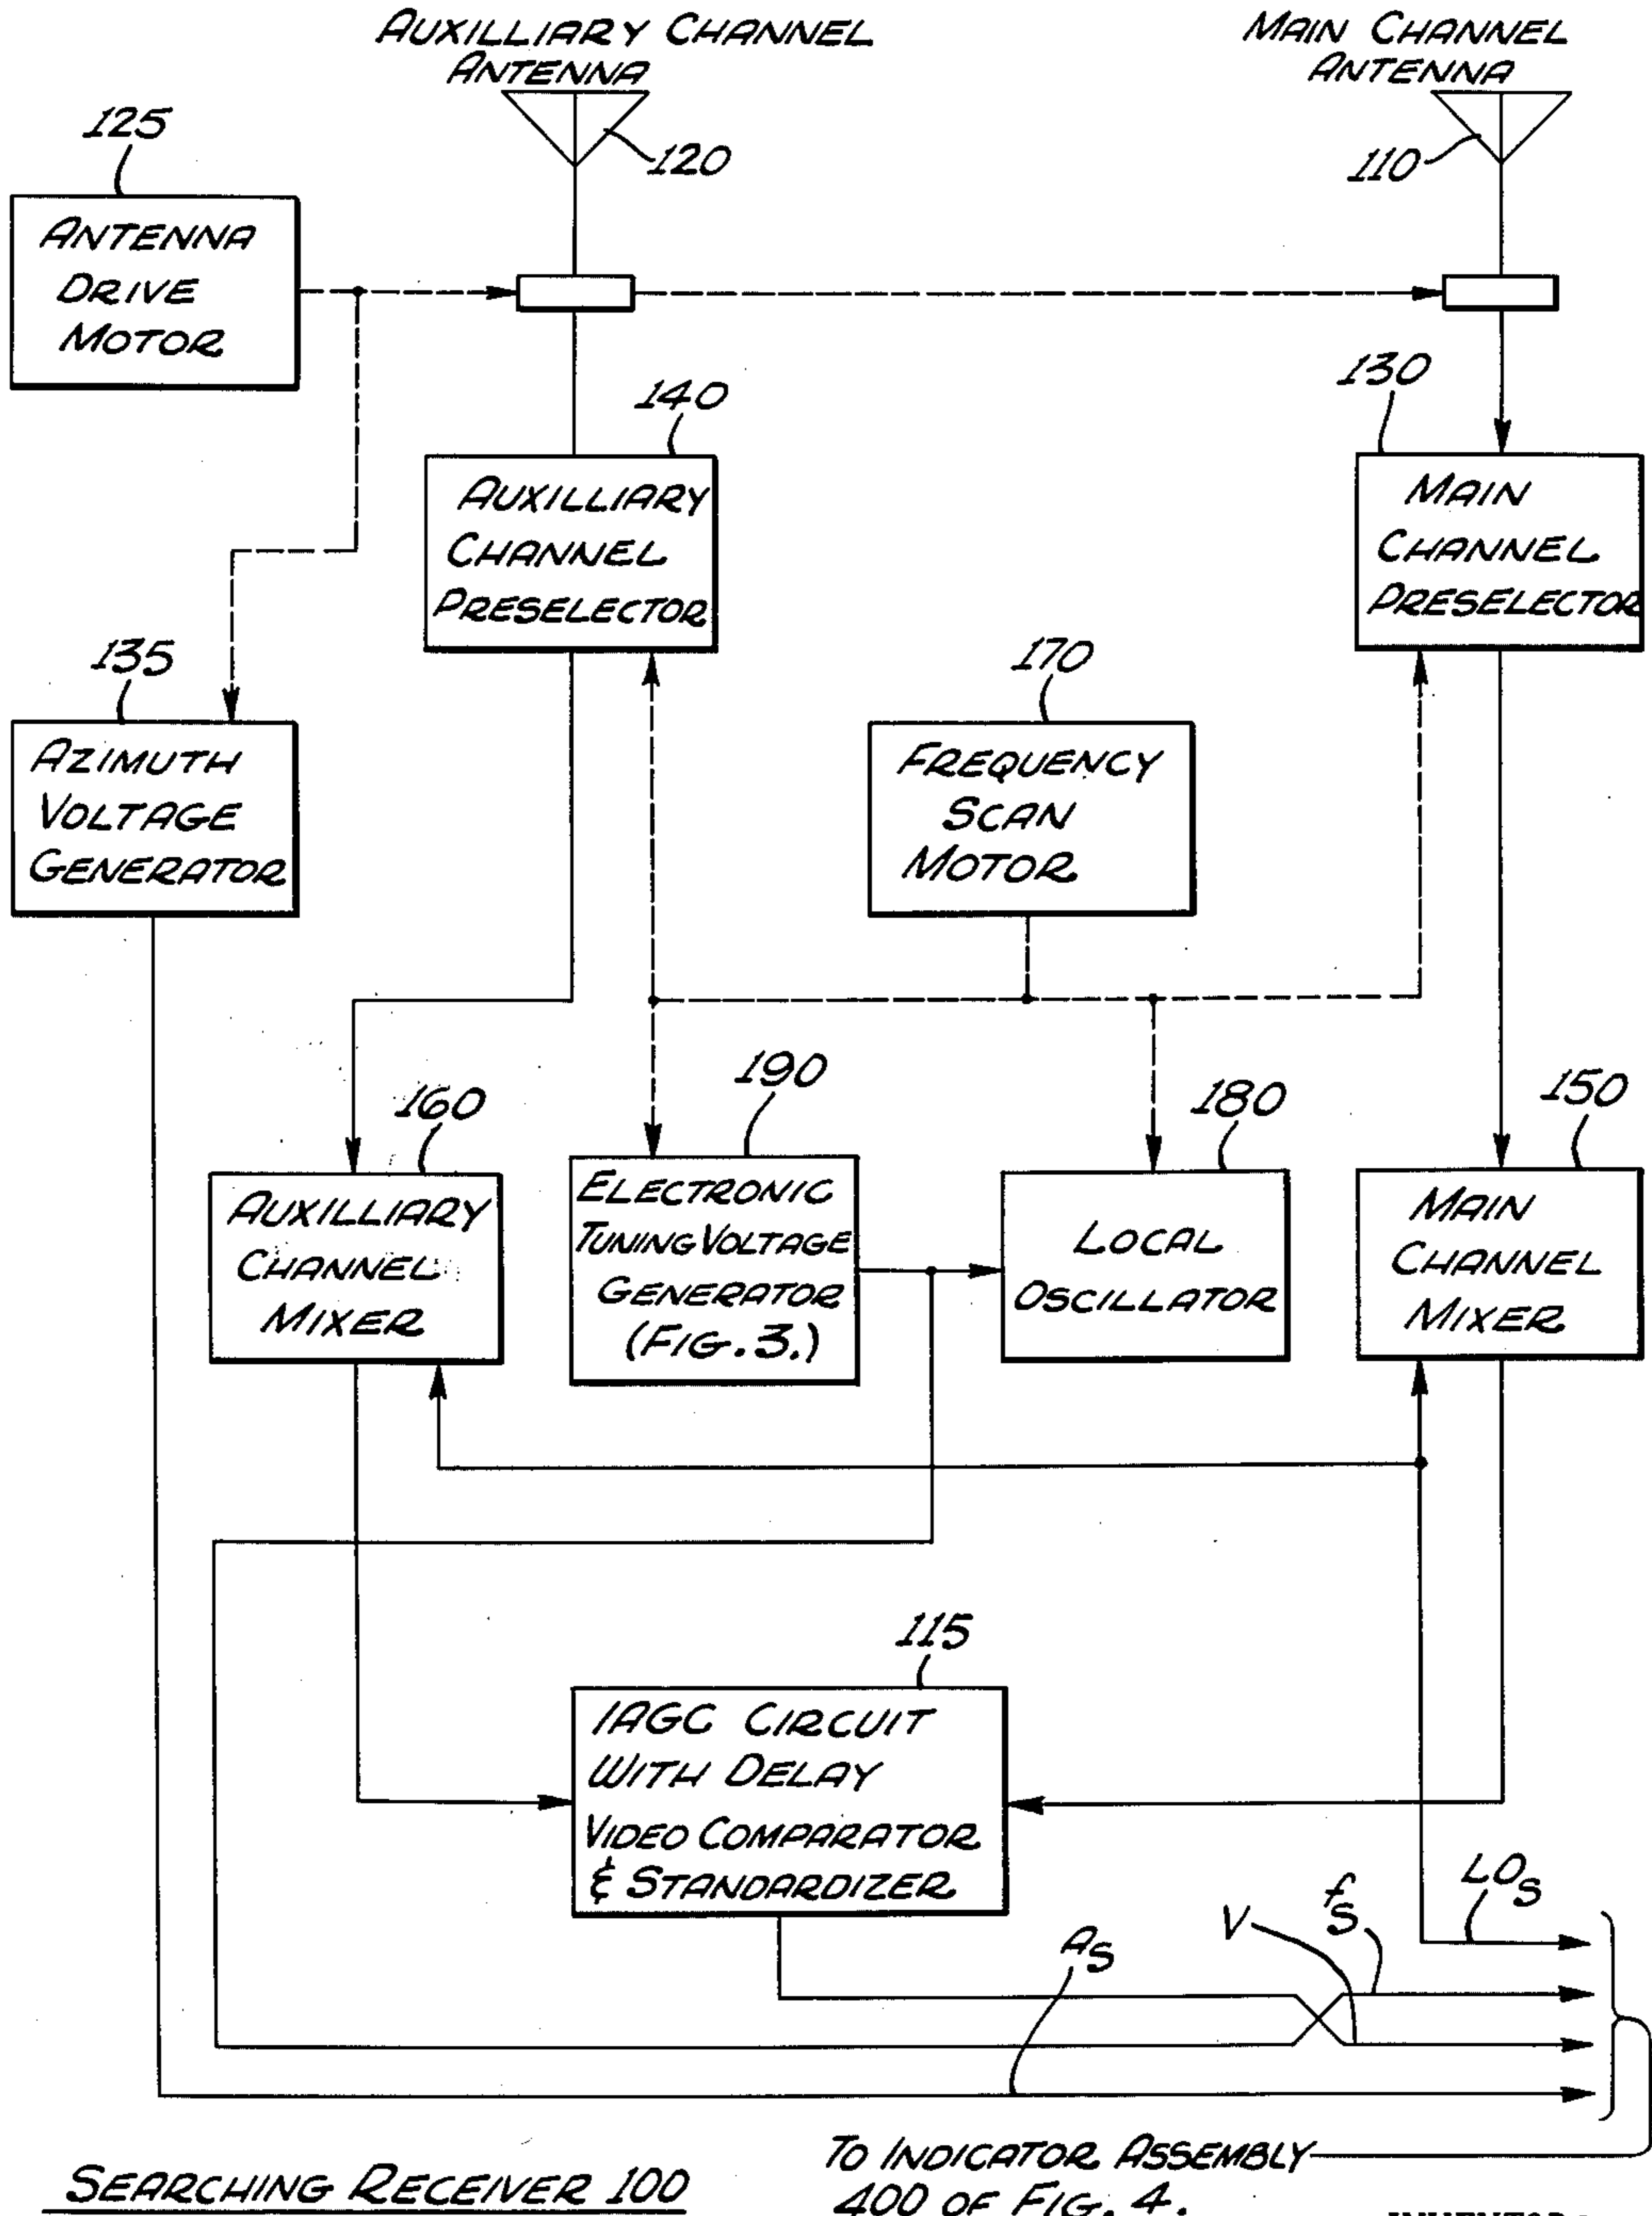 AUXILLIARY CHANNEL
ANTENNA
MAIN CHANNEL
ANTENNA
125
120
110
ANTENNA
DRIVE
MOTOR
140
130
AUXILLIARY
CHANNEL
PRESELECTOR
MAIN
CHANNEL
PRESELECTOR
135
170
AZIMUTH
VOLTAGE
GENERATOR
FREQUENCY
SCAN
MOTOR
160
190
180
150
AUXILLIARY
CHANNEL
MIXER
ELECTRONIC
TUNING VOLTAGE
GENERATOR
(FIG. 3.)
LOCAL
OSCILLATOR
MAIN
CHANNEL
MIXER
115
IAGC CIRCUIT
WITH DELAY
VIDEO COMPARATOR
& STANDARDIZER
AS
V
fS
LOS
TO INDICATOR ASSEMBLY
400 OF FIG. 4.
SEARCHING RECEIVER 100